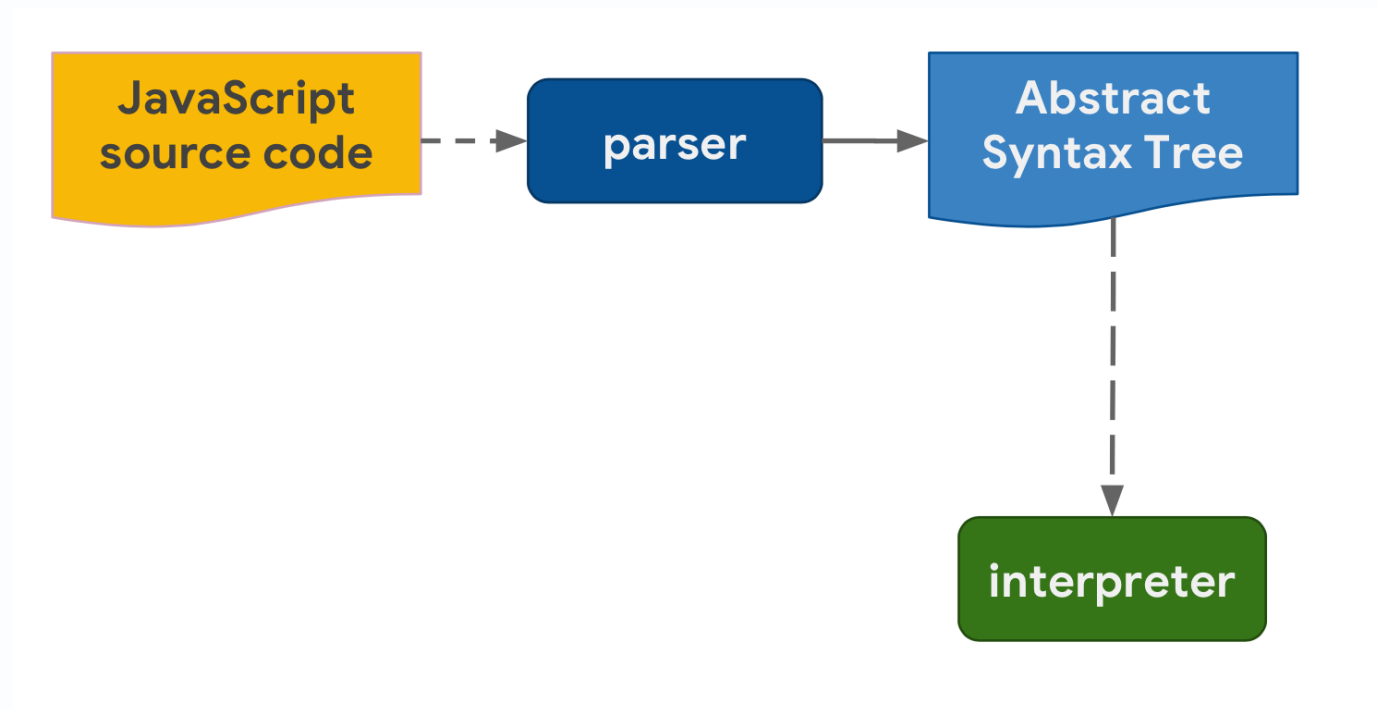 JavaScript
source code
parser
Abstract
Syntax Tree
interpreter